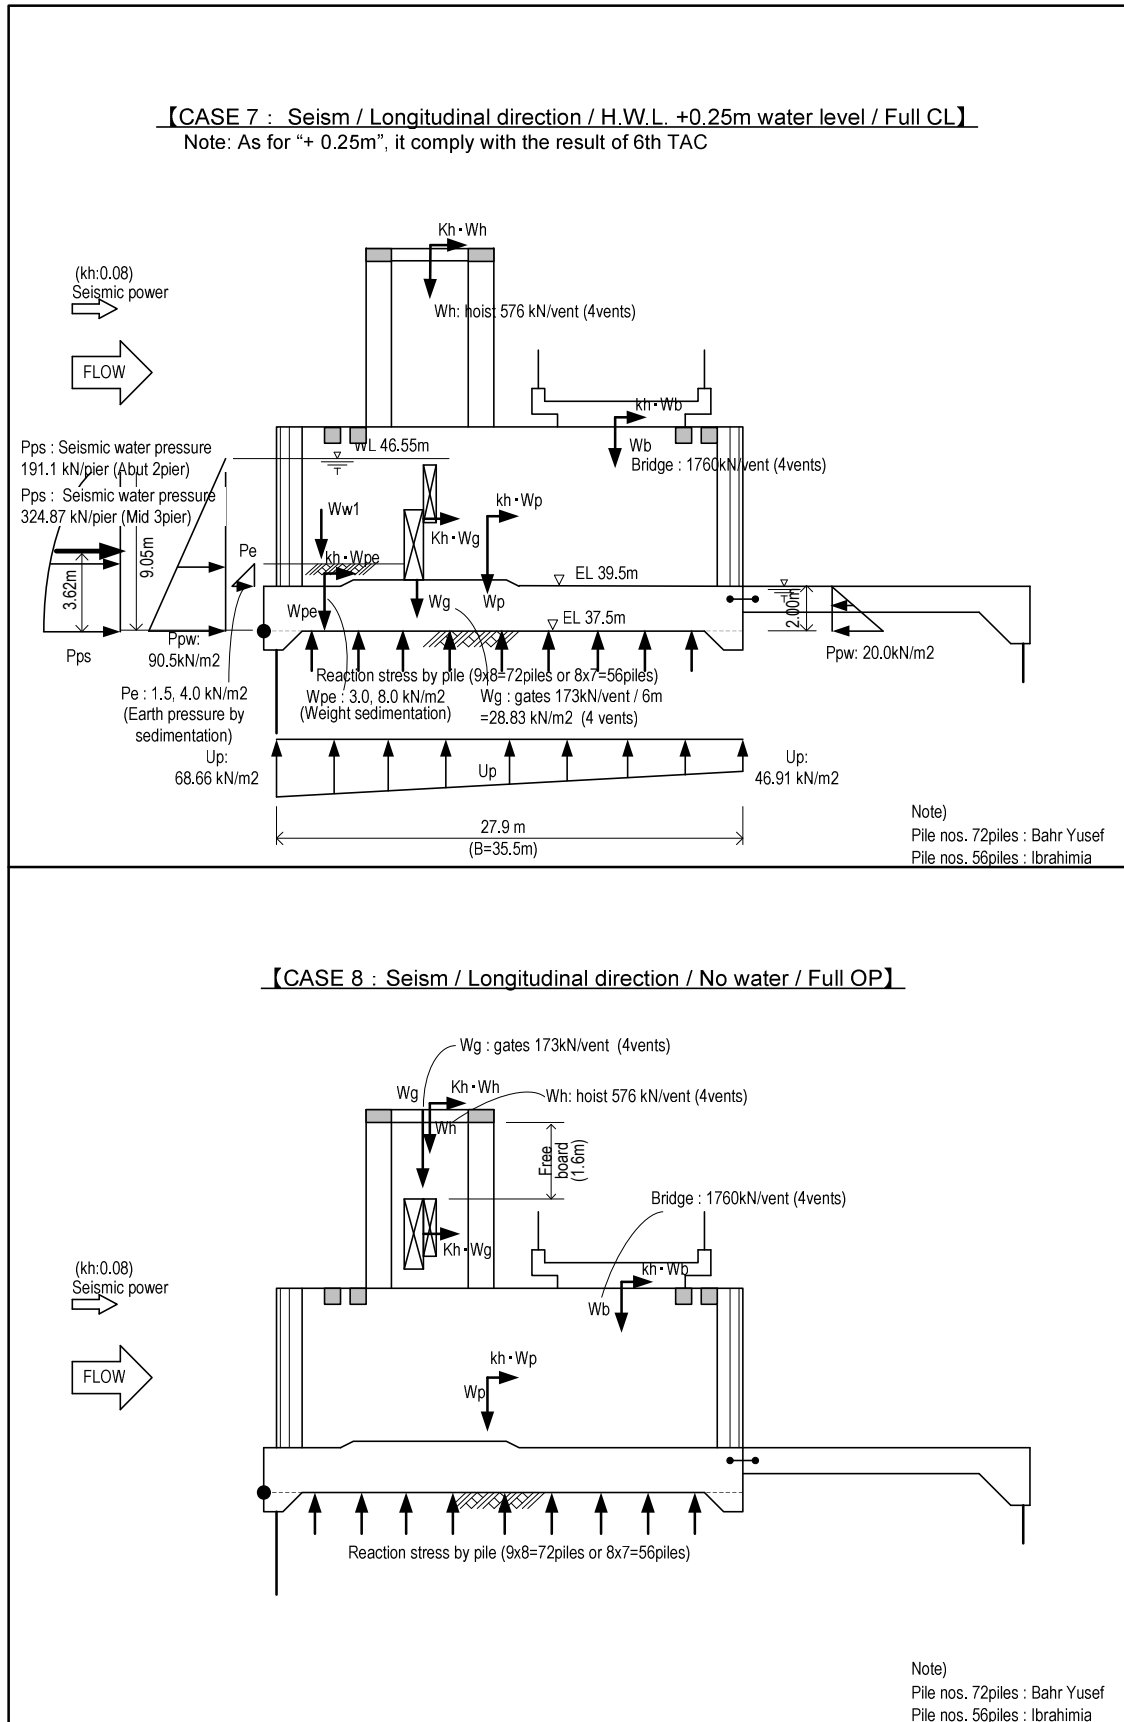 【CASE 7 : Seism / Longitudinal direction / H.W.L. +0.25m water level / Full CL】
Note: As for “+ 0.25m”, it comply with the result of 6th TAC
Kh・Wh
(kh:0.08)
Seismic power
Wh: hoist 576 kN/vent (4vents)
FLOW
kh・Wb
Pps : Seismic water pressure
191.1 kN/pier (Abut 2pier)
WL 46.55m
Wb
Bridge : 1760kN/vent (4vents)
Pps : Seismic water pressure
324.87 kN/pier (Mid 3pier)
Ww1
kh・Wp
Kh・Wg
9.05m
Pe
kh・Wpe
3.62m
EL 39.5m
Wpe
Wg
Wp
2.00m
EL 37.5m
Pps
Ppw:
90.5kN/m2
Ppw: 20.0kN/m2
Reaction stress by pile (9x8=72piles or 8x7=56piles)
Pe : 1.5, 4.0 kN/m2
(Earth pressure by
sedimentation)
Wpe : 3.0, 8.0 kN/m2
(Weight sedimentation)
Wg : gates 173kN/vent / 6m
=28.83 kN/m2 (4 vents)
Up:
68.66 kN/m2
Up
Up:
46.91 kN/m2
27.9 m
(B=35.5m)
Note)
Pile nos. 72piles : Bahr Yusef
Pile nos. 56piles : Ibrahimia
【CASE 8 : Seism / Longitudinal direction / No water / Full OP】
Wg : gates 173kN/vent (4vents)
Wg
Kh・Wh
Wh: hoist 576 kN/vent (4vents)
Wh
Free
board
(1.6m)
Bridge : 1760kN/vent (4vents)
Kh・Wg
(kh:0.08)
Seismic power
kh・Wb
Wb
FLOW
kh・Wp
Wp
Reaction stress by pile (9x8=72piles or 8x7=56piles)
Note)
Pile nos. 72piles : Bahr Yusef
Pile nos. 56piles : Ibrahimia